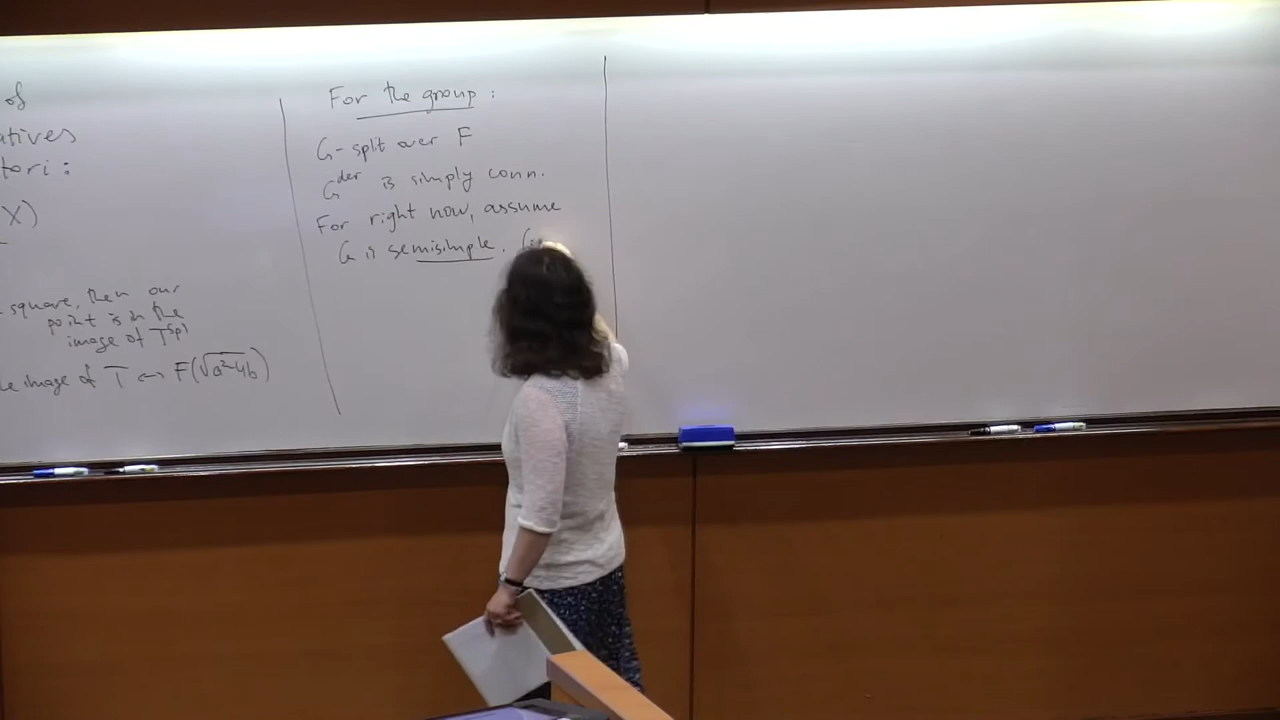 of
atives
tori :
X)
square, then our
point is in the
image of T^spl
le image of T ↔ F(√a²-4b)
For the group :
G - split over F
G^der is simply conn.
For right now, assume
G is semisimple.